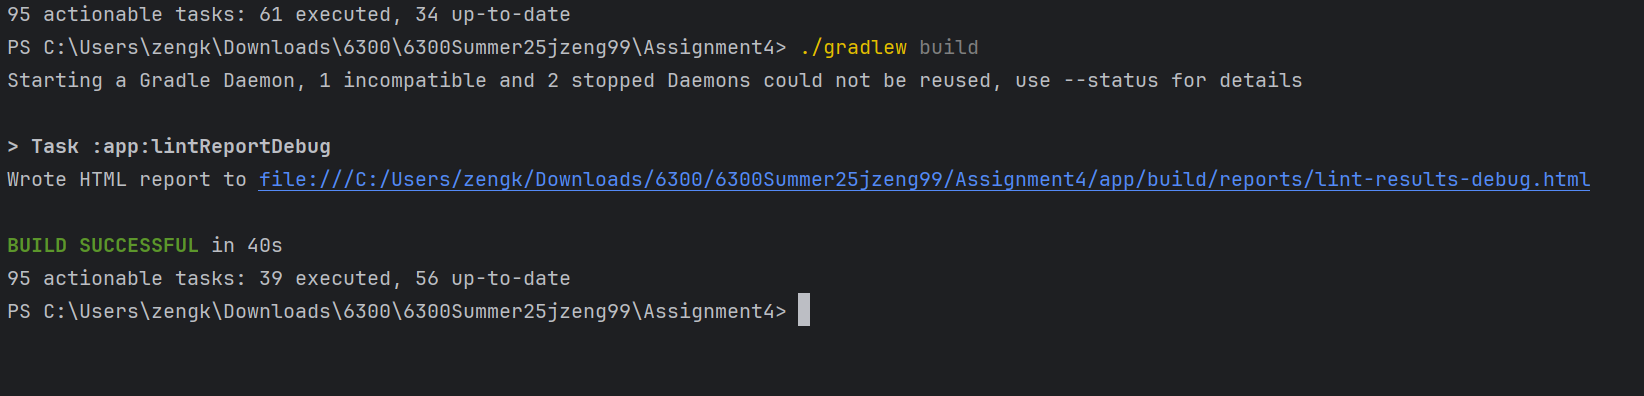 95 actionable tasks: 61 executed, 34 up-to-date
PS C:\Users\zengk\Downloads\6300\6300Summer25jzeng99\Assignment4> ./gradlew build
Starting a Gradle Daemon, 1 incompatible and 2 stopped Daemons could not be reused, use --status for details
> Task :app:lintReportDebug
Wrote HTML report to file:///C:/Users/zengk/Downloads/6300/6300Summer25jzeng99/Assignment4/app/build/reports/lint-results-debug.html
BUILD SUCCESSFUL in 40s
95 actionable tasks: 39 executed, 56 up-to-date
PS C:\Users\zengk\Downloads\6300\6300Summer25jzeng99\Assignment4>